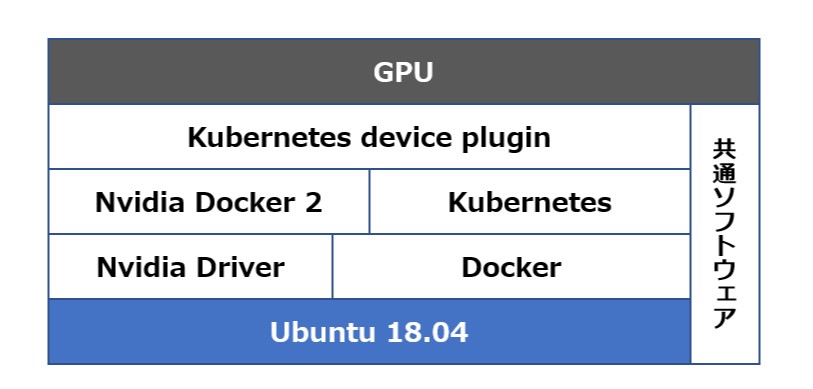 GPU
Kubernetes device plugin
Nvidia Docker 2
Kubernetes
Nvidia Driver
Docker
Ubuntu 18.04
共通ソフトウェア